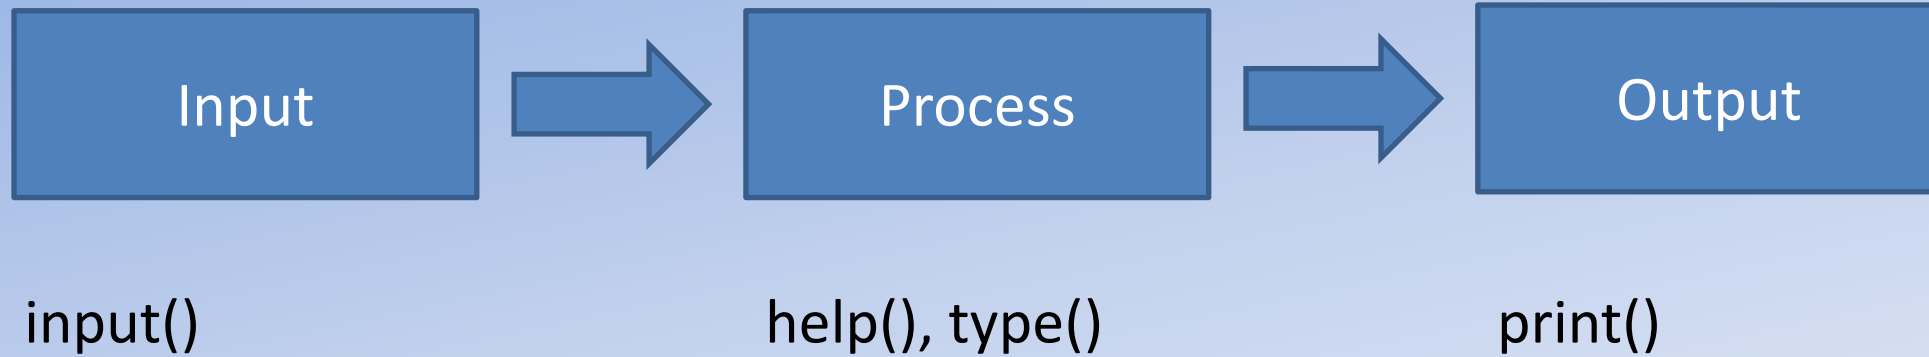 Input
Process
Output
input()
help(), type()
print()